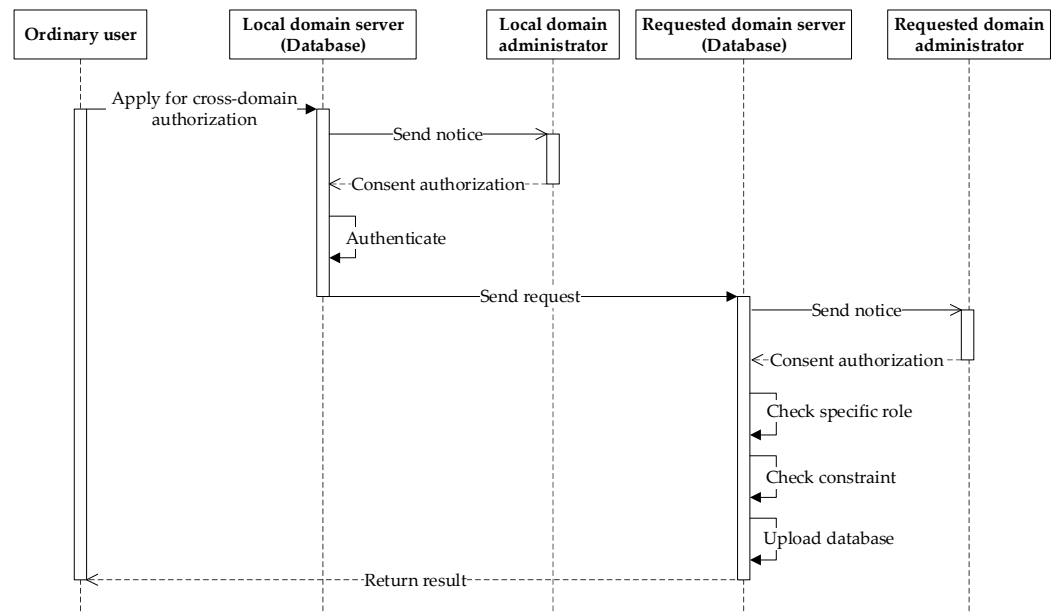 Ordinary user
Local domain server
(Database)
Local domain
administrator
Requested domain server
(Database)
Requested domain
administrator
Apply for cross-domain
authorization
Send notice
Consent authorization
Authenticate
Send request
Send notice
Consent authorization
Check specific role
Check constraint
Upload database
Return result